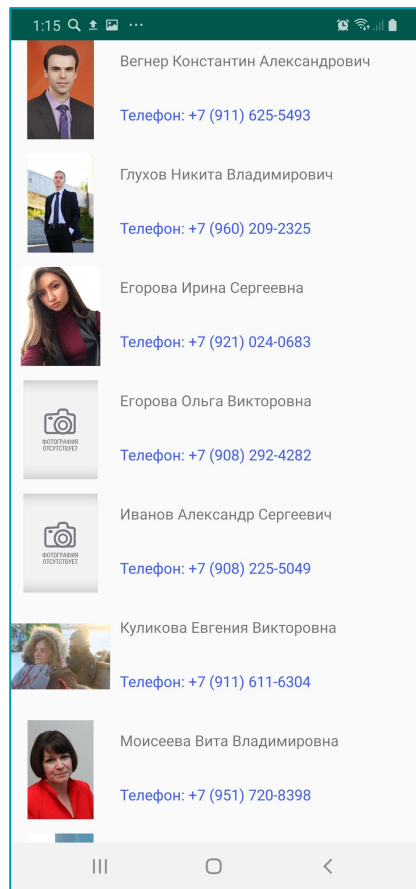 1:15
Вегнер Константин Александрович
Телефон: +7 (911) 625-5493
Глухов Никита Владимирович
Телефон: +7 (960) 209-2325
Егорова Ирина Сергеевна
Телефон: +7 (921) 024-0683
Егорова Ольга Викторовна
ФОТОГРАФИЯ
ОТСУТСТВУЕТ
Телефон: +7 (908) 292-4282
Иванов Александр Сергеевич
ФОТОГРАФИЯ
ОТСУТСТВУЕТ
Телефон: +7 (908) 225-5049
Куликова Евгения Викторовна
Телефон: +7 (911) 611-6304
Моисеева Вита Владимировна
Телефон: +7 (951) 720-8398